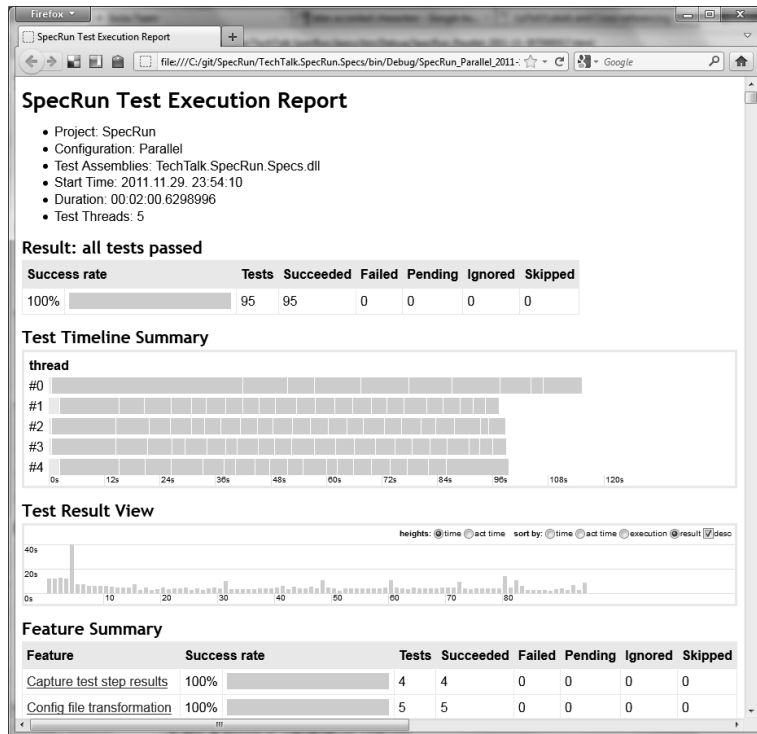 Firefox
SpecRun Test Execution Report
file:///C:/git/SpecRun/TechTalk.SpecRun.Specs/bin/Debug/SpecRun_Parallel_2011-
Google
SpecRun Test Execution Report
• Project: SpecRun
• Configuration: Parallel
• Test Assemblies: TechTalk.SpecRun.Specs.dll
• Start Time: 2011.11.29. 23:54:10
• Duration: 00:02:00.6298996
• Test Threads: 5
Result: all tests passed
Success rate Tests Succeeded Failed Pending Ignored Skipped
100% 95 95 0 0 0 0
Test Timeline Summary
thread
#0
#1
#2
#3
#4
0s 12s 24s 36s 48s 60s 72s 84s 96s 108s 120s
Test Result View
heights: time act time sort by: time act time execution result desc
40s
20s
0s 10 20 30 40 50 60 70 80
Feature Summary
Feature Success rate Tests Succeeded Failed Pending Ignored Skipped
Capture test step results 100% 4 4 0 0 0 0
Config file transformation 100% 5 5 0 0 0 0